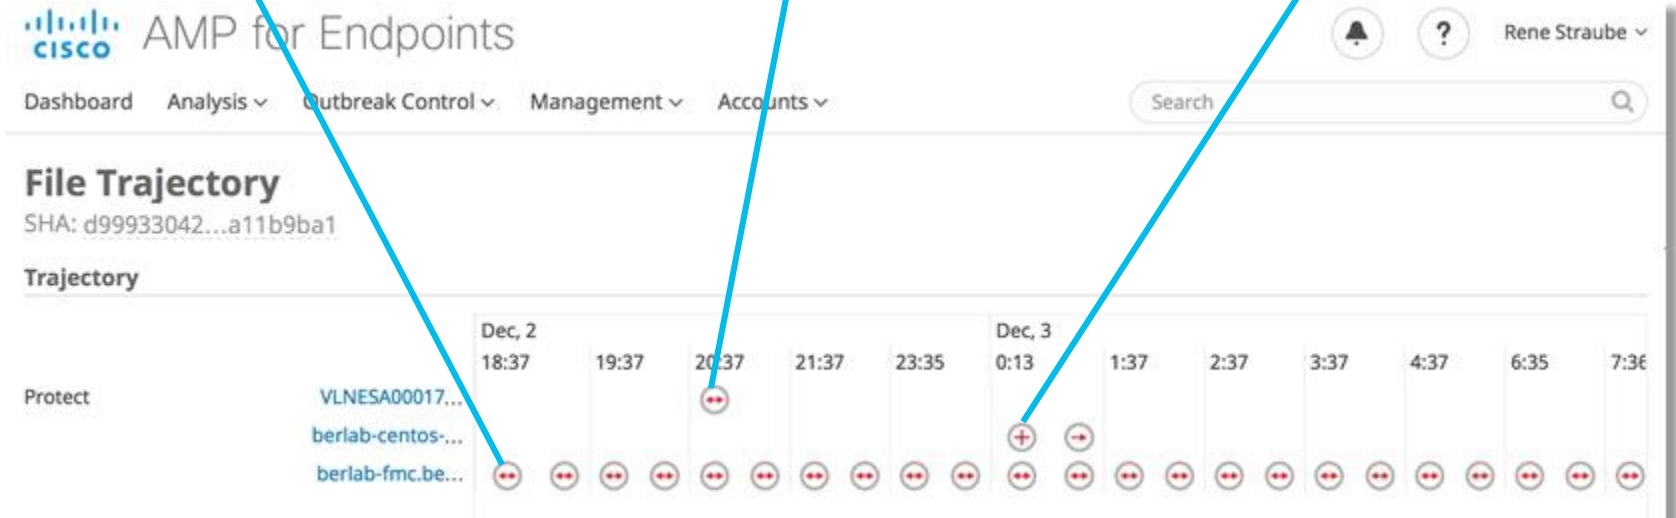 CISCO AMP for Endpoints ? Rene Straube
Dashboard Analysis Outbreak Control Management Accounts Search
File Trajectory
SHA: d99933042...a11b9ba1
Trajectory
Dec, 2 Dec, 3
18:37 19:37 20:37 21:37 23:35 0:13 1:37 2:37 3:37 4:37 6:35 7:36
Protect VLNESA00017...
berlab-centos-...
berlab-fmc.be...